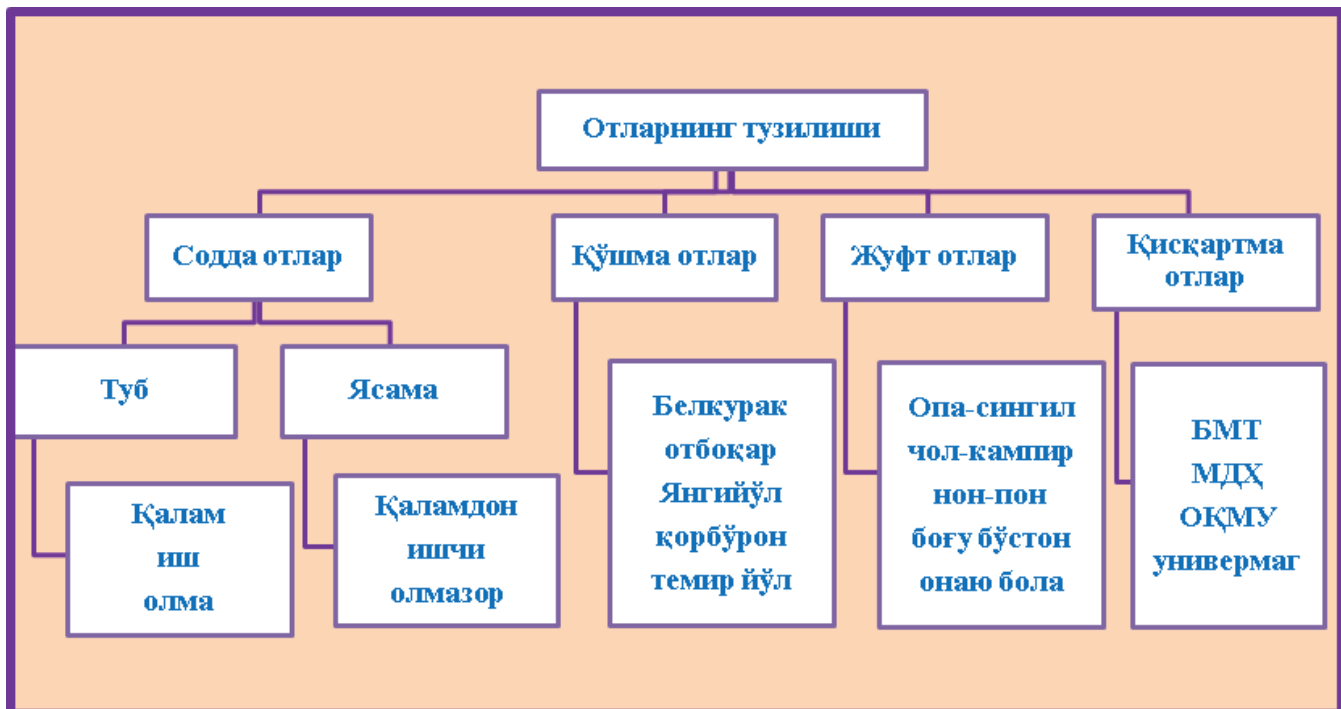 Отларнинг тузилиши
Содда отлар
Қўшма отлар
Жуфт отлар
Қисқартма
отлар
Туб
Ясама
Қалам
иш
олма
Қаламдон
ишчи
олмазор
Белкурак
отбоқар
Янгийўл
қорбўрон
темир йўл
Опа-сингил
чол-кампир
нон-пон
боғу бўстон
онаю бола
БМТ
МДҲ
ОҚМУ
универмаг